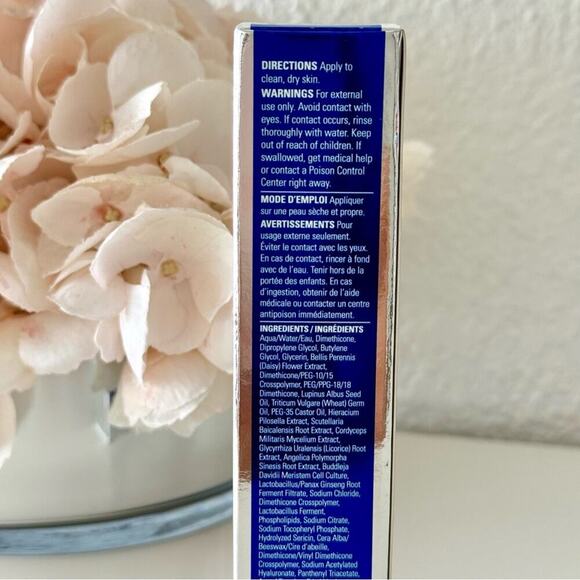 DIRECTIONS Apply to
clean, dry skin.
WARNINGS For external
use only. Avoid contact with
eyes. If contact occurs, rinse
thoroughly with water. Keep
out of reach of children. If
swallowed, get medical help
or contact a Poison Control
Center right away.
MODE D'EMPLOI Appliquer
sur une peau sèche et propre.
AVERTISSEMENTS Pour
usage externe seulement.
Éviter le contact avec les yeux.
En cas de contact, rincer à fond
avec de l'eau. Tenir hors de la
portée des enfants. En cas
d'ingestion, obtenir de l'aide
médicale ou contacter un centre
antipoison immédiatement.
INGREDIENTS / INGRÉDIENTS
Aqua/Water/Eau, Dimethicone,
Dipropylene Glycol, Butylene
Glycol, Glycerin, Bellis Perennis
(Daisy) Flower Extract,
Dimethicone/PEG-10/15
Crosspolymer, PEG/PPG-18/18
Dimethicone, Lupinus Albus Seed
Oil, Triticum Vulgare (Wheat) Germ
Oil, PEG-35 Castor Oil, Hieracium
Pilosella Extract, Scutellaria
Baicalensis Root Extract, Cordyceps
Militaris Mycelium Extract,
Glycyrrhiza Uralensis (Licorice) Root
Extract, Angelica Polymorpha
Sinesis Root Extract, Buddleja
Davidii Meristem Cell Culture,
Lactobacillus/Panax Ginseng Root
Ferment Filtrate, Sodium Chloride,
Dimethicone Crosspolymer,
Lactobacillus Ferment,
Phospholipids, Sodium Citrate,
Sodium Tocopheryl Phosphate,
Hydrolyzed Sericin, Cera Alba/
Beeswax/Cire d'abeille,
Dimethicone/Vinyl Dimethicone
Crosspolymer, Sodium Acetylated
Hyaluronate, Panthenyl Triacetate,